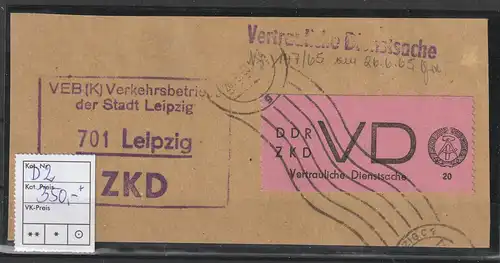 Vertrauliche Dienstsache
VEB (K) Verkehrsbetrie
der Stadt Leipzig
701 Leipzig
ZKD
DDR
ZKD
VD
Vertrauliche Dienstsache
20
Kat. Nr.
D2
Kat. Preis
350,-
VK-Preis